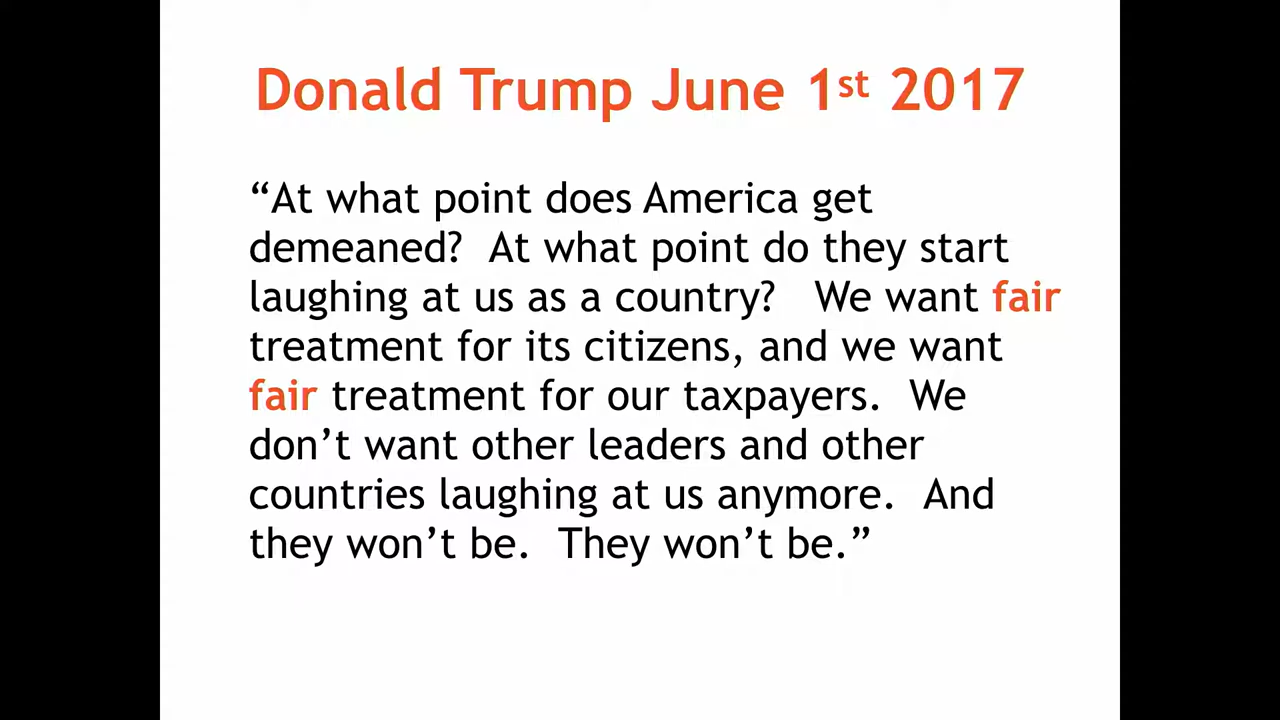 Donald Trump June 1st 2017
“At what point does America get
demeaned?  At what point do they start
laughing at us as a country?   We want fair
treatment for its citizens, and we want
fair treatment for our taxpayers.  We
don’t want other leaders and other
countries laughing at us anymore.  And
they won’t be.  They won’t be.”